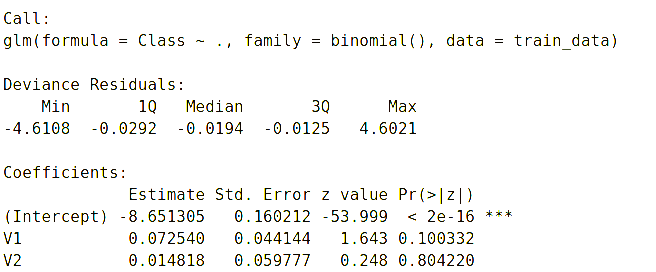 Call:
glm(formula = Class ~ ., family = binomial(), data = train_data)
Deviance Residuals:
    Min       1Q   Median       3Q      Max
-4.6108  -0.0292  -0.0194  -0.0125   4.6021
Coefficients:
             Estimate Std. Error z value Pr(>|z|)
(Intercept) -8.651305   0.160212 -53.999  < 2e-16 ***
V1           0.072540   0.044144   1.643 0.100332
V2           0.014818   0.059777   0.248 0.804220